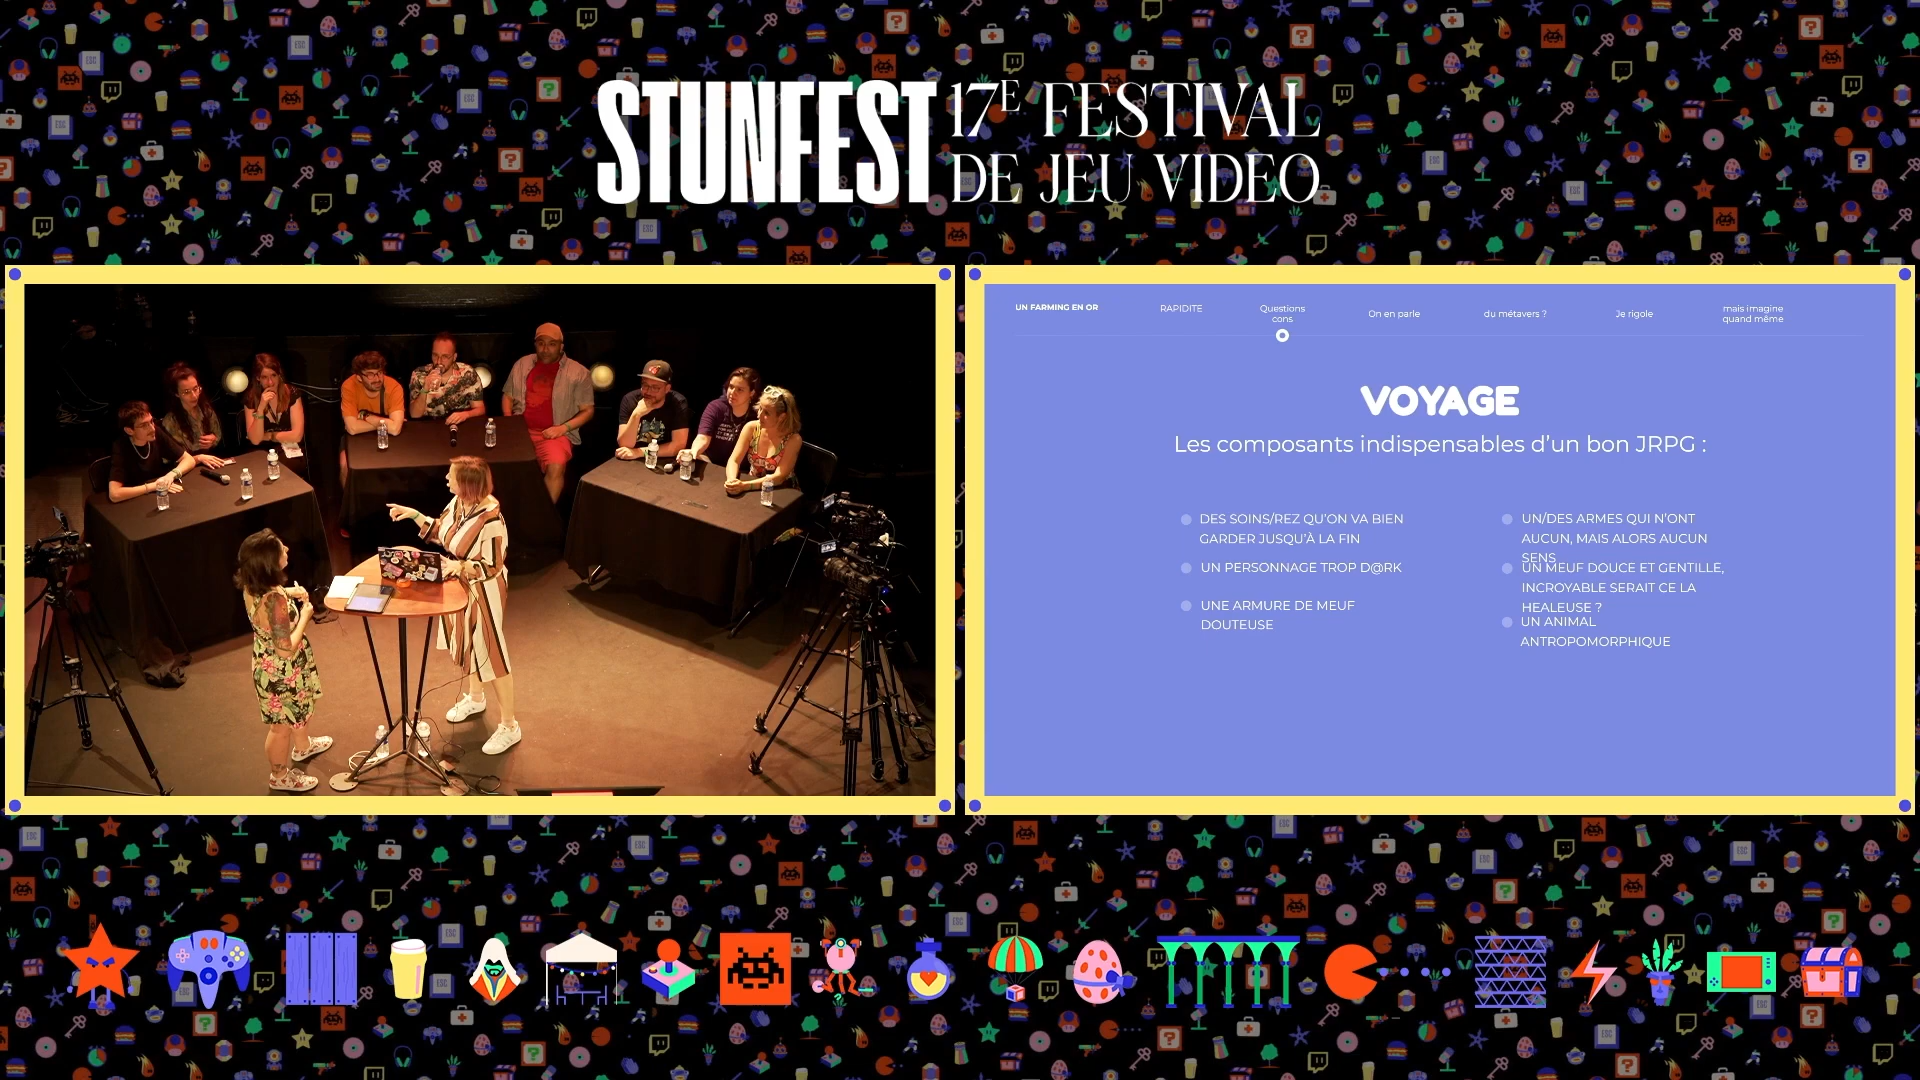 STUNFEST 17E FESTIVAL
DE JEU VIDEO
UN FARMING EN OR
RAPIDITE
Questions
cons
On en parle
du métavers ?
Je rigole
mais imagine
quand même
VOYAGE
Les composants indispensables d'un bon JRPG :
DES SOINS/REZ QU'ON VA BIEN
GARDER JUSQU'À LA FIN
UN PERSONNAGE TROP D@RK
UNE ARMURE DE MEUF
DOUTEUSE
UN/DES ARMES QUI N'ONT
AUCUN, MAIS ALORS AUCUN
SENS
UN MEUF DOUCE ET GENTILLE,
INCROYABLE SERAIT CE LA
HEALEUSE ?
UN ANIMAL
ANTROPOMORPHIQUE